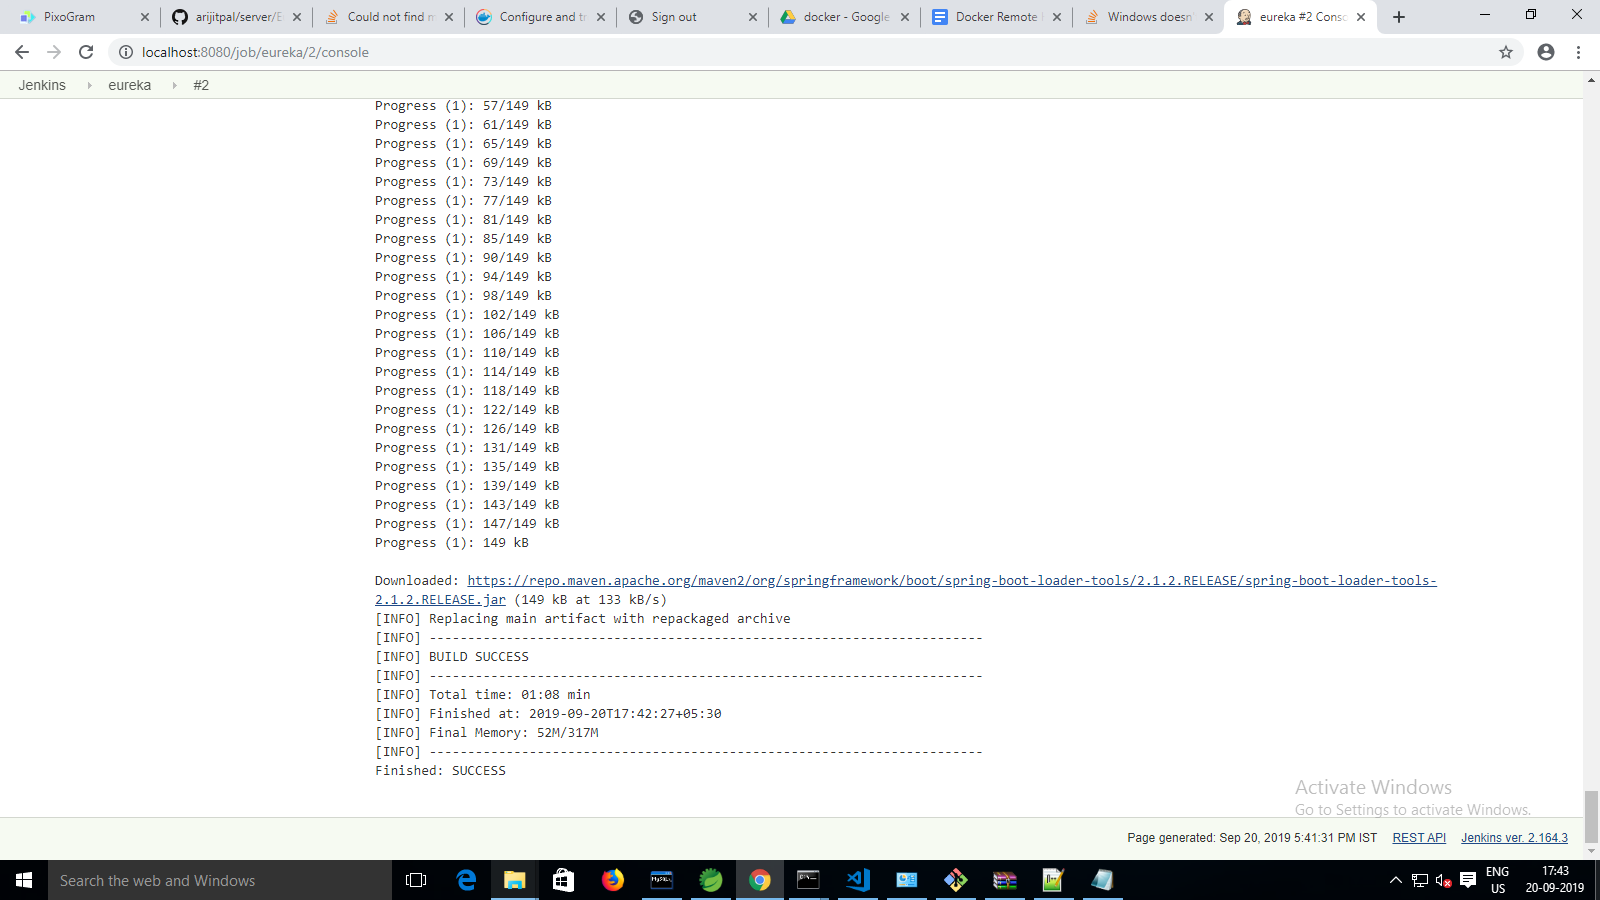 PixoGram
arijitpal/server/E
Could not find m
Configure and tr
Sign out
docker - Google
Docker Remote
Windows doesn'
eureka #2 Conso
localhost:8080/job/eureka/2/console
Jenkins
eureka
#2
Progress (1): 57/149 kB
Progress (1): 61/149 kB
Progress (1): 65/149 kB
Progress (1): 69/149 kB
Progress (1): 73/149 kB
Progress (1): 77/149 kB
Progress (1): 81/149 kB
Progress (1): 85/149 kB
Progress (1): 90/149 kB
Progress (1): 94/149 kB
Progress (1): 98/149 kB
Progress (1): 102/149 kB
Progress (1): 106/149 kB
Progress (1): 110/149 kB
Progress (1): 114/149 kB
Progress (1): 118/149 kB
Progress (1): 122/149 kB
Progress (1): 126/149 kB
Progress (1): 131/149 kB
Progress (1): 135/149 kB
Progress (1): 139/149 kB
Progress (1): 143/149 kB
Progress (1): 147/149 kB
Progress (1): 149 kB
Downloaded: https://repo.maven.apache.org/maven2/org/springframework/boot/spring-boot-loader-tools/2.1.2.RELEASE/spring-boot-loader-tools-
2.1.2.RELEASE.jar (149 kB at 133 kB/s)
[INFO] Replacing main artifact with repackaged archive
[INFO] ------------------------------------------------------------------------
[INFO] BUILD SUCCESS
[INFO] ------------------------------------------------------------------------
[INFO] Total time: 01:08 min
[INFO] Finished at: 2019-09-20T17:42:27+05:30
[INFO] Final Memory: 52M/317M
[INFO] ------------------------------------------------------------------------
Finished: SUCCESS
Activate Windows
Go to Settings to activate Windows.
Page generated: Sep 20, 2019 5:41:31 PM IST REST API Jenkins ver. 2.164.3
Search the web and Windows
ENG
US
17:43
20-09-2019